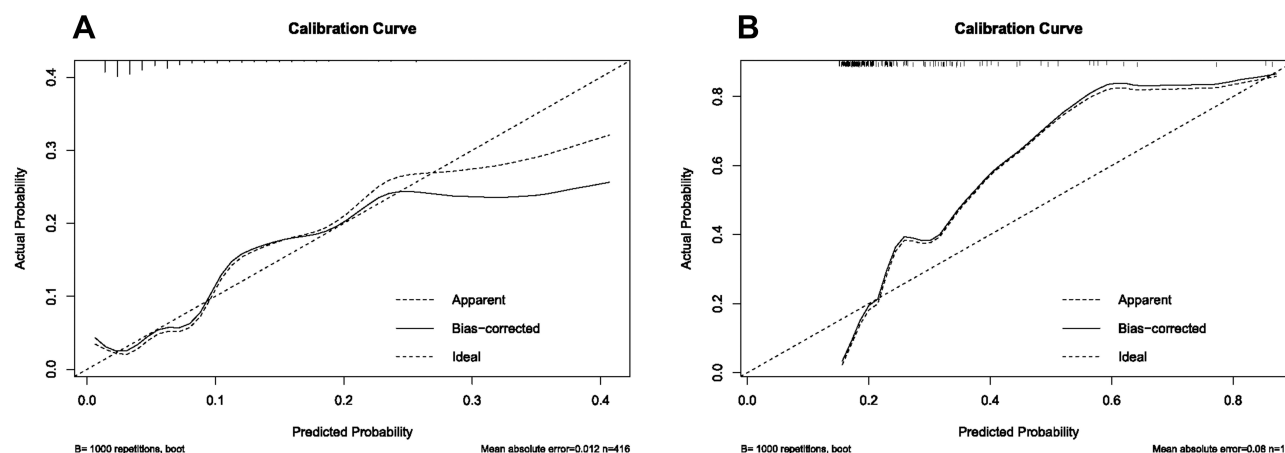 A
Calibration Curve
Actual Probability
0.4
0.3
0.2
0.1
0.0
Apparent
Bias-corrected
Ideal
0.0 0.1 0.2 0.3 0.4
Predicted Probability
B= 1000 repetitions, boot Mean absolute error=0.012 n=416
B
Calibration Curve
Actual Probability
0.8
0.6
0.4
0.2
0.0
Apparent
Bias-corrected
Ideal
0.0 0.2 0.4 0.6 0.8
Predicted Probability
B= 1000 repetitions, boot Mean absolute error=0.08 n=1